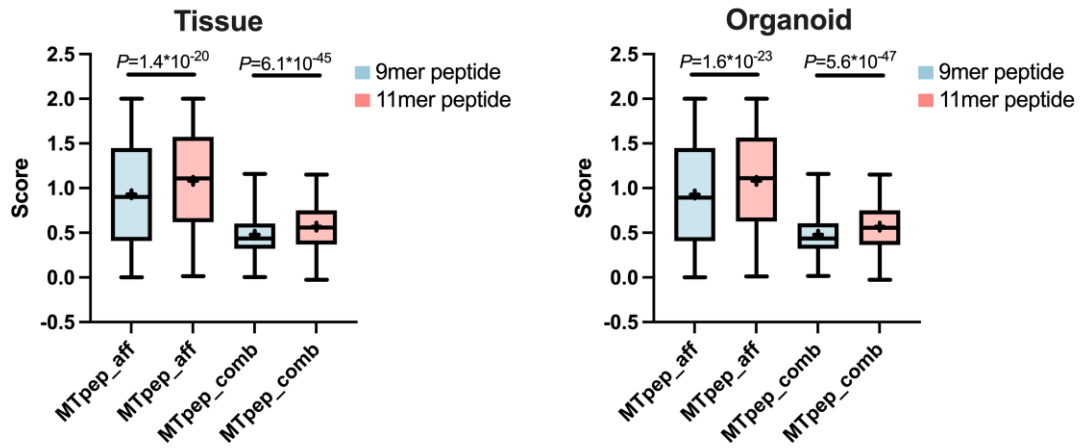 Tissue
P=1.4*10-20
P=6.1*10-45
9mer peptide
11mer peptide
Score
2.5
2.0
1.5
1.0
0.5
0.0
-0.5
MTpep_aff
MTpep_aff
MTpep_comb
MTpep_comb
Organoid
P=1.6*10-23
P=5.6*10-47
9mer peptide
11mer peptide
Score
2.5
2.0
1.5
1.0
0.5
0.0
-0.5
MTpep_aff
MTpep_aff
MTpep_comb
MTpep_comb